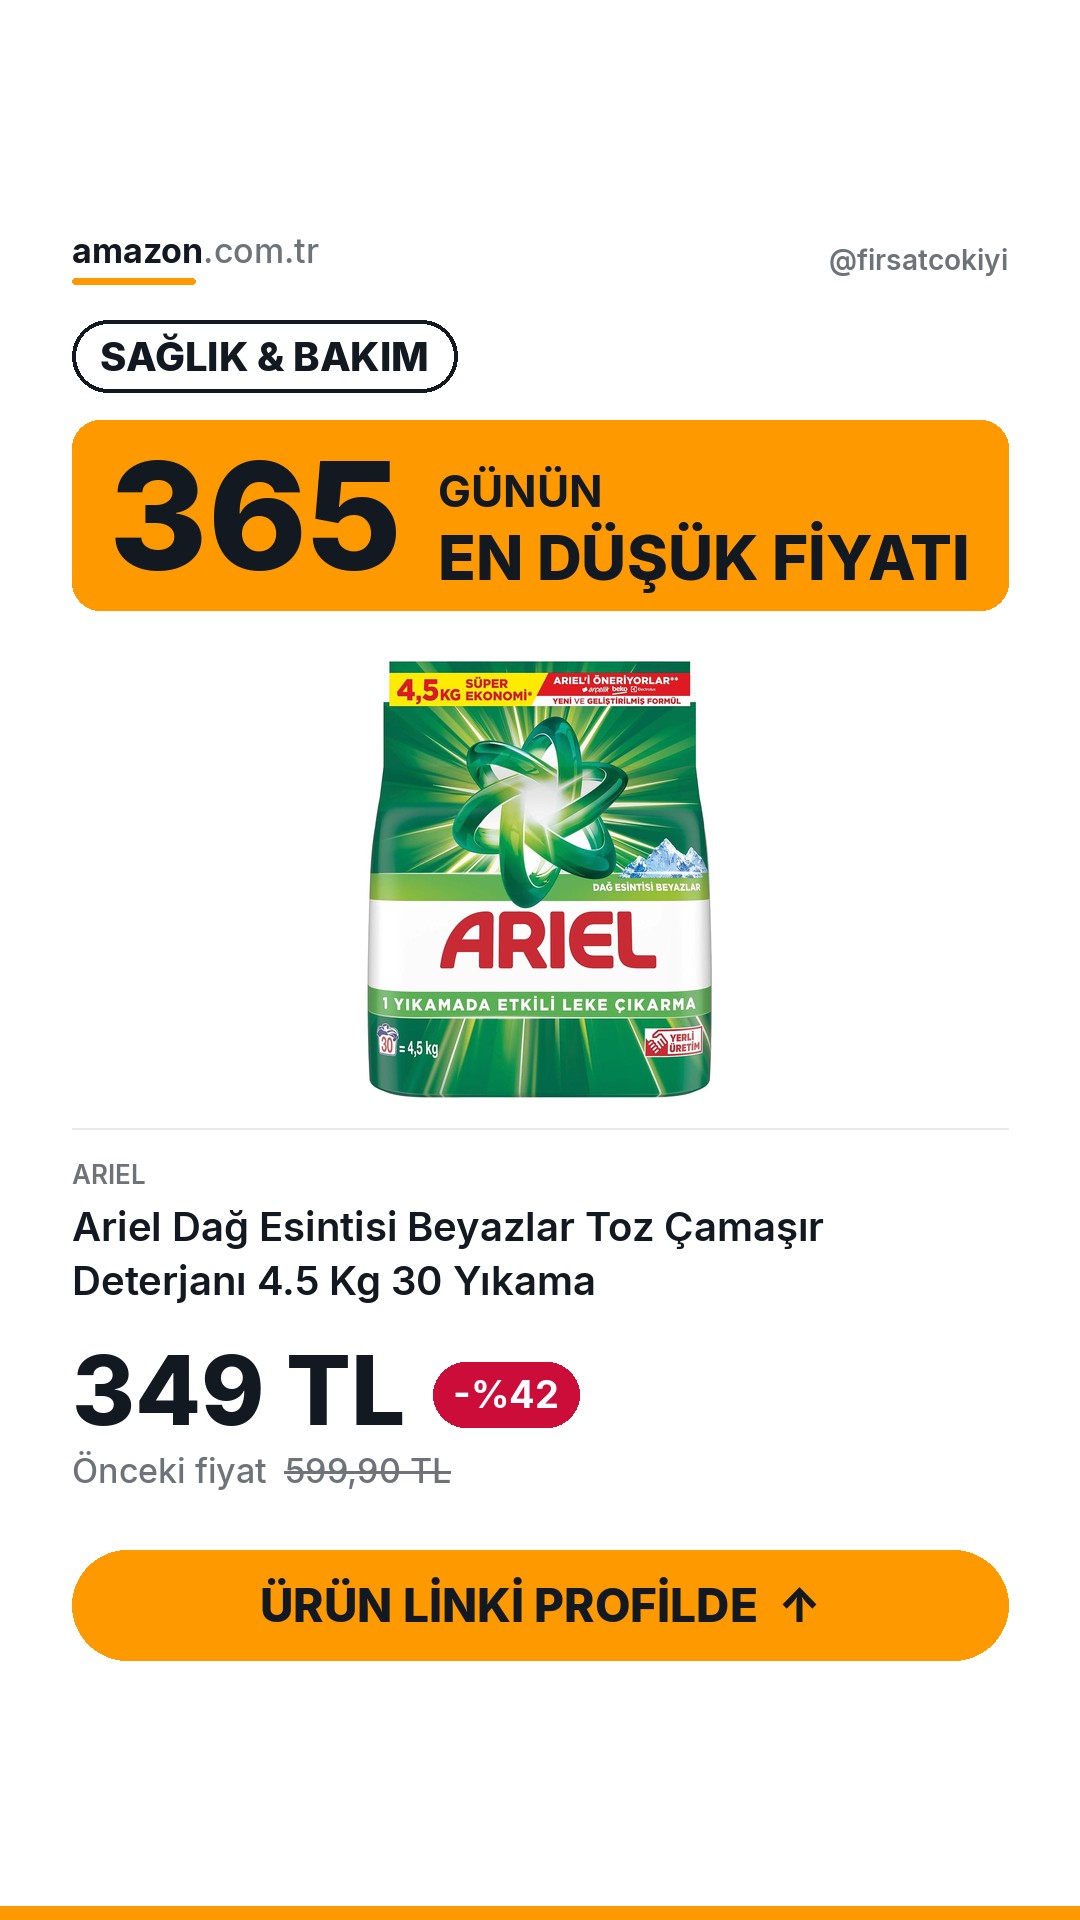 amazon.com.tr
@firsatcokiyi
SAĞLIK & BAKIM
365
GÜNÜN
EN DÜŞÜK FİYATI
4,5KG SÜPER EKONOMİ*
ARIEL'İ ÖNERİYORLAR**
arçelik beko Electrolux
YENİ VE GELİŞTİRİLMİŞ FORMÜL
DAĞ ESİNTİSİ BEYAZLAR
ARIEL
1 YIKAMADA ETKİLİ LEKE ÇIKARMA
30 = 4,5 kg
YERLİ
ÜRETİM
ARIEL
Ariel Dağ Esintisi Beyazlar Toz Çamaşır
Deterjanı 4.5 Kg 30 Yıkama
349 TL -%42
Önceki fiyat 599,90 TL
ÜRÜN LİNKİ PROFİLDE ↑